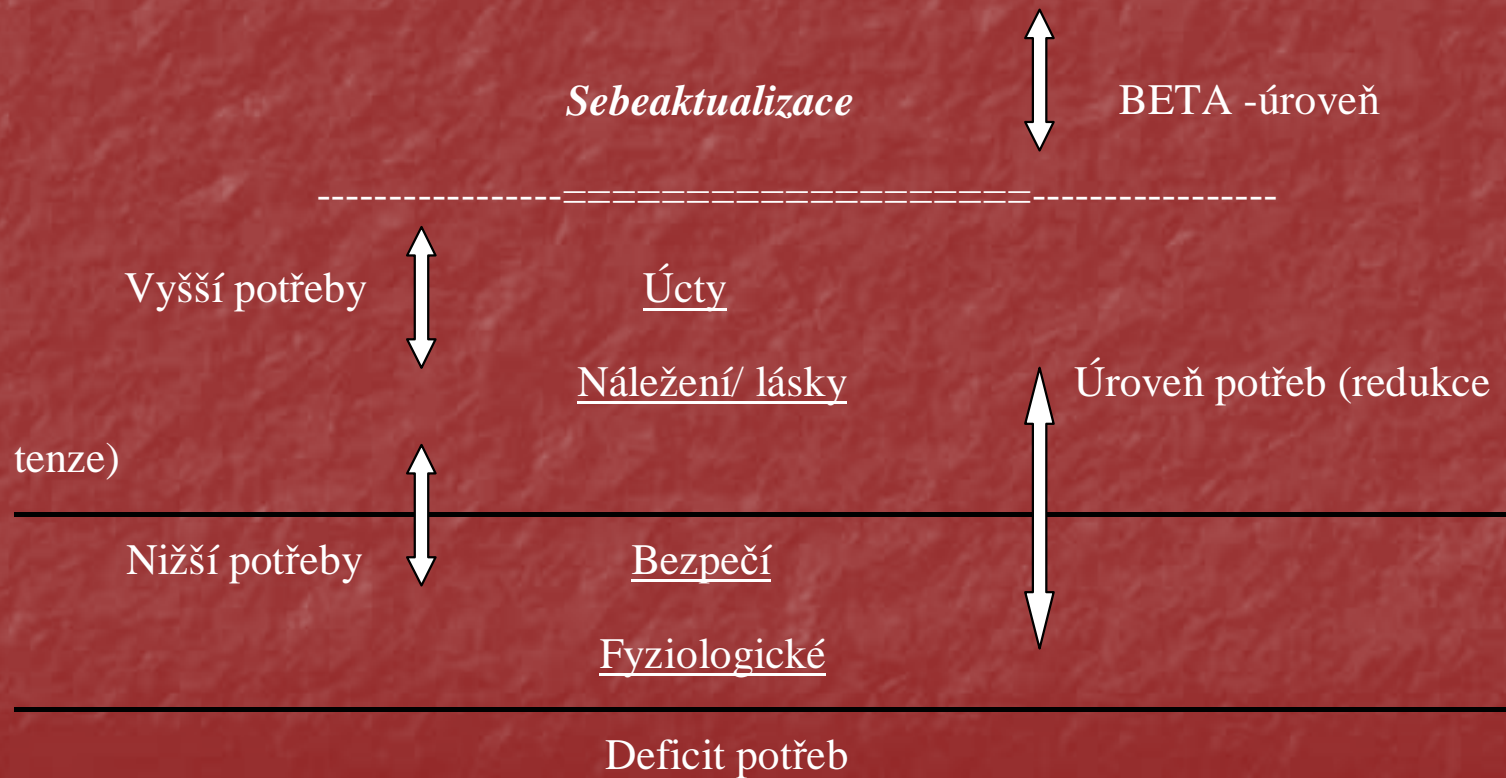 Sebeaktualizace BETA -úroveň
-----------------===================-----------------
Vyšší potřeby Úcty
Náležení/ lásky Úroveň potřeb (redukce
tenze)
Nižší potřeby Bezpečí
Fyziologické
Deficit potřeb